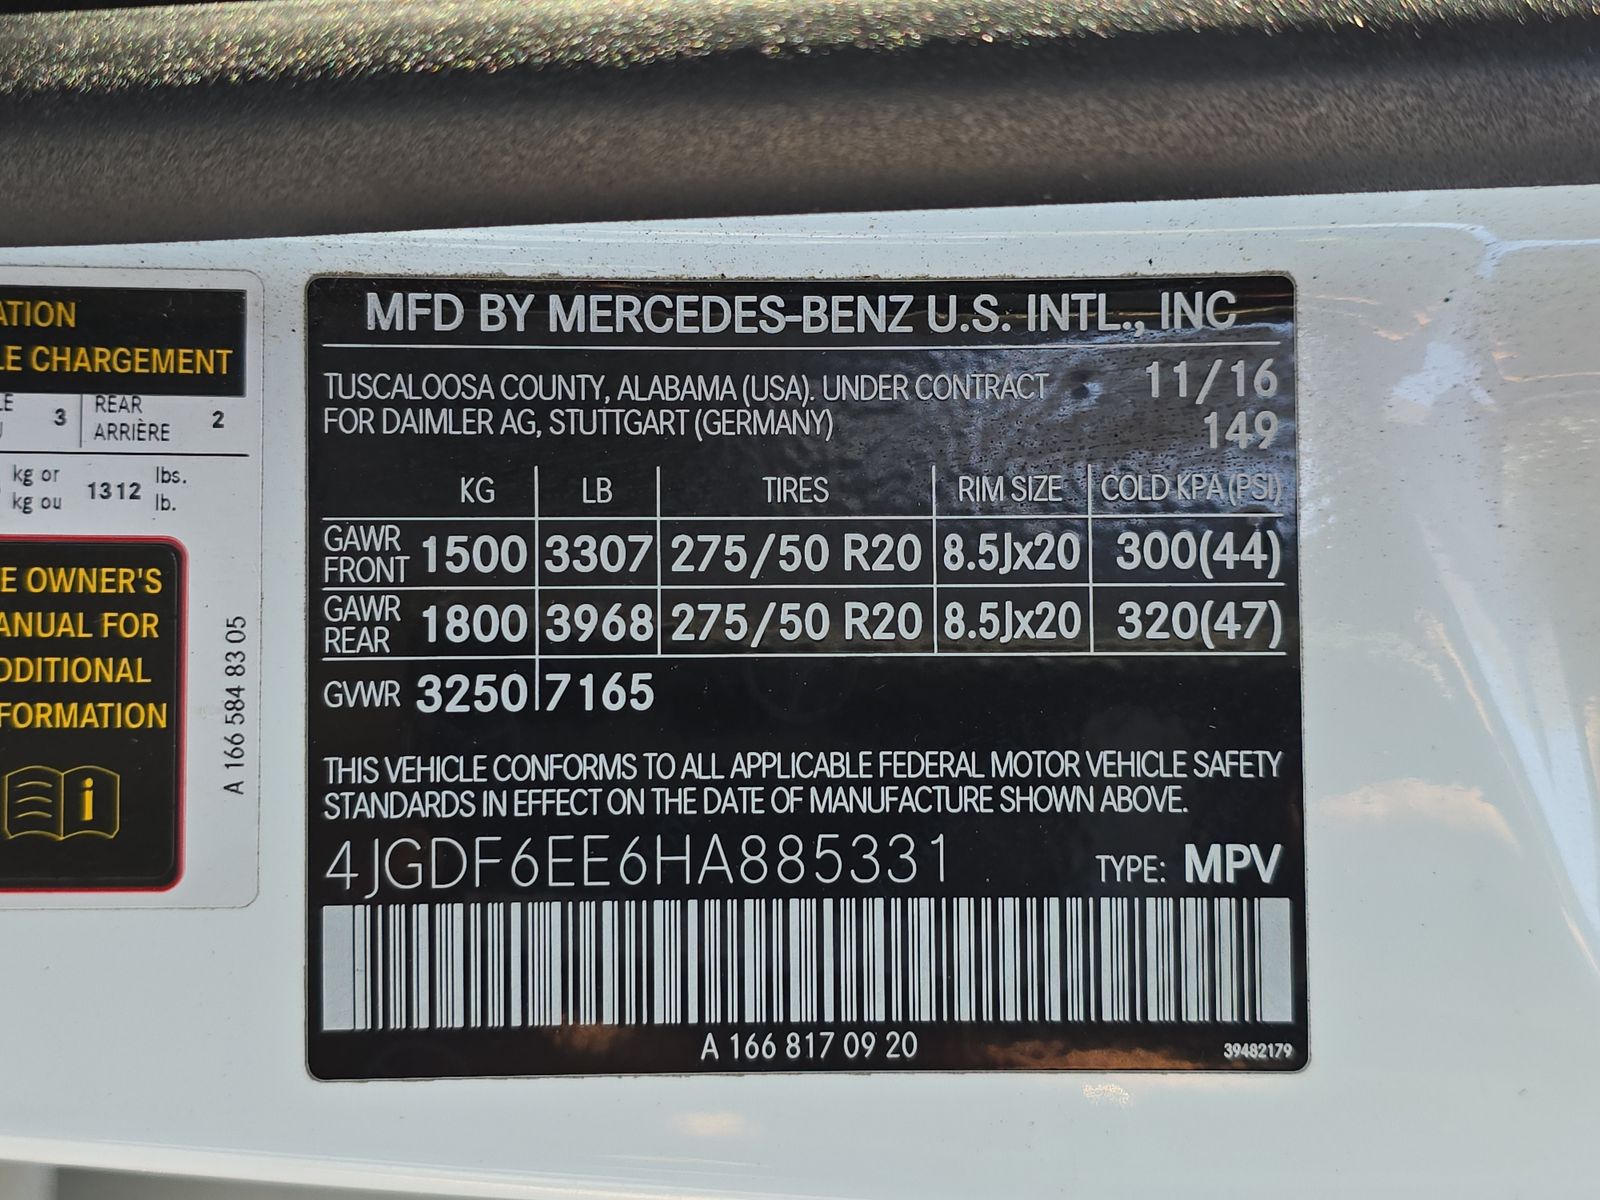 ATION
LE CHARGEMENT
LE 3 REAR 2
U ARRIÈRE
kg or 1312 lbs.
kg ou lb.
E OWNER'S
ANUAL FOR
DDITIONAL
FORMATION
i
A 166 584 83 05
MFD BY MERCEDES-BENZ U.S. INTL., INC
TUSCALOOSA COUNTY, ALABAMA (USA). UNDER CONTRACT 11/16
FOR DAIMLER AG, STUTTGART (GERMANY) 149
KG LB TIRES RIM SIZE COLD KPA (PSI)
GAWR FRONT 1500 3307 275/50 R20 8.5Jx20 300(44)
GAWR REAR 1800 3968 275/50 R20 8.5Jx20 320(47)
GVWR 3250 7165
THIS VEHICLE CONFORMS TO ALL APPLICABLE FEDERAL MOTOR VEHICLE SAFETY
STANDARDS IN EFFECT ON THE DATE OF MANUFACTURE SHOWN ABOVE.
4JGDF6EE6HA885331 TYPE: MPV
A 166 817 09 20 39482179